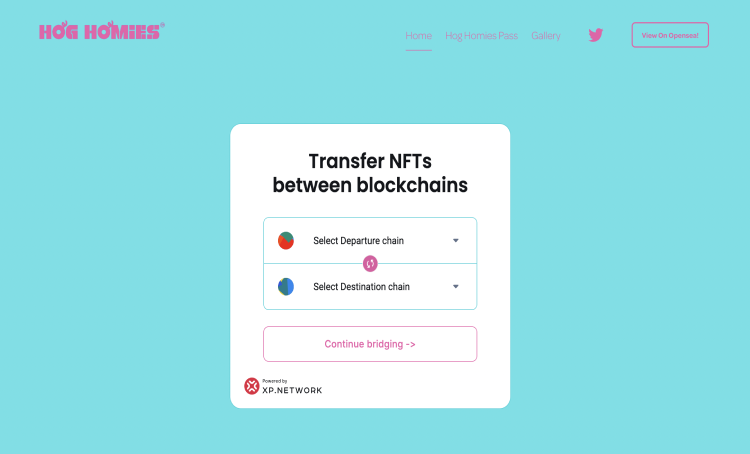 HOG HOMIES®
Home
Hog Homies Pass
Gallery
View On Opensea!
Transfer NFTs
between blockchains
Select Departure chain
Select Destination chain
Continue bridging ->
Powered by
XP.NETWORK